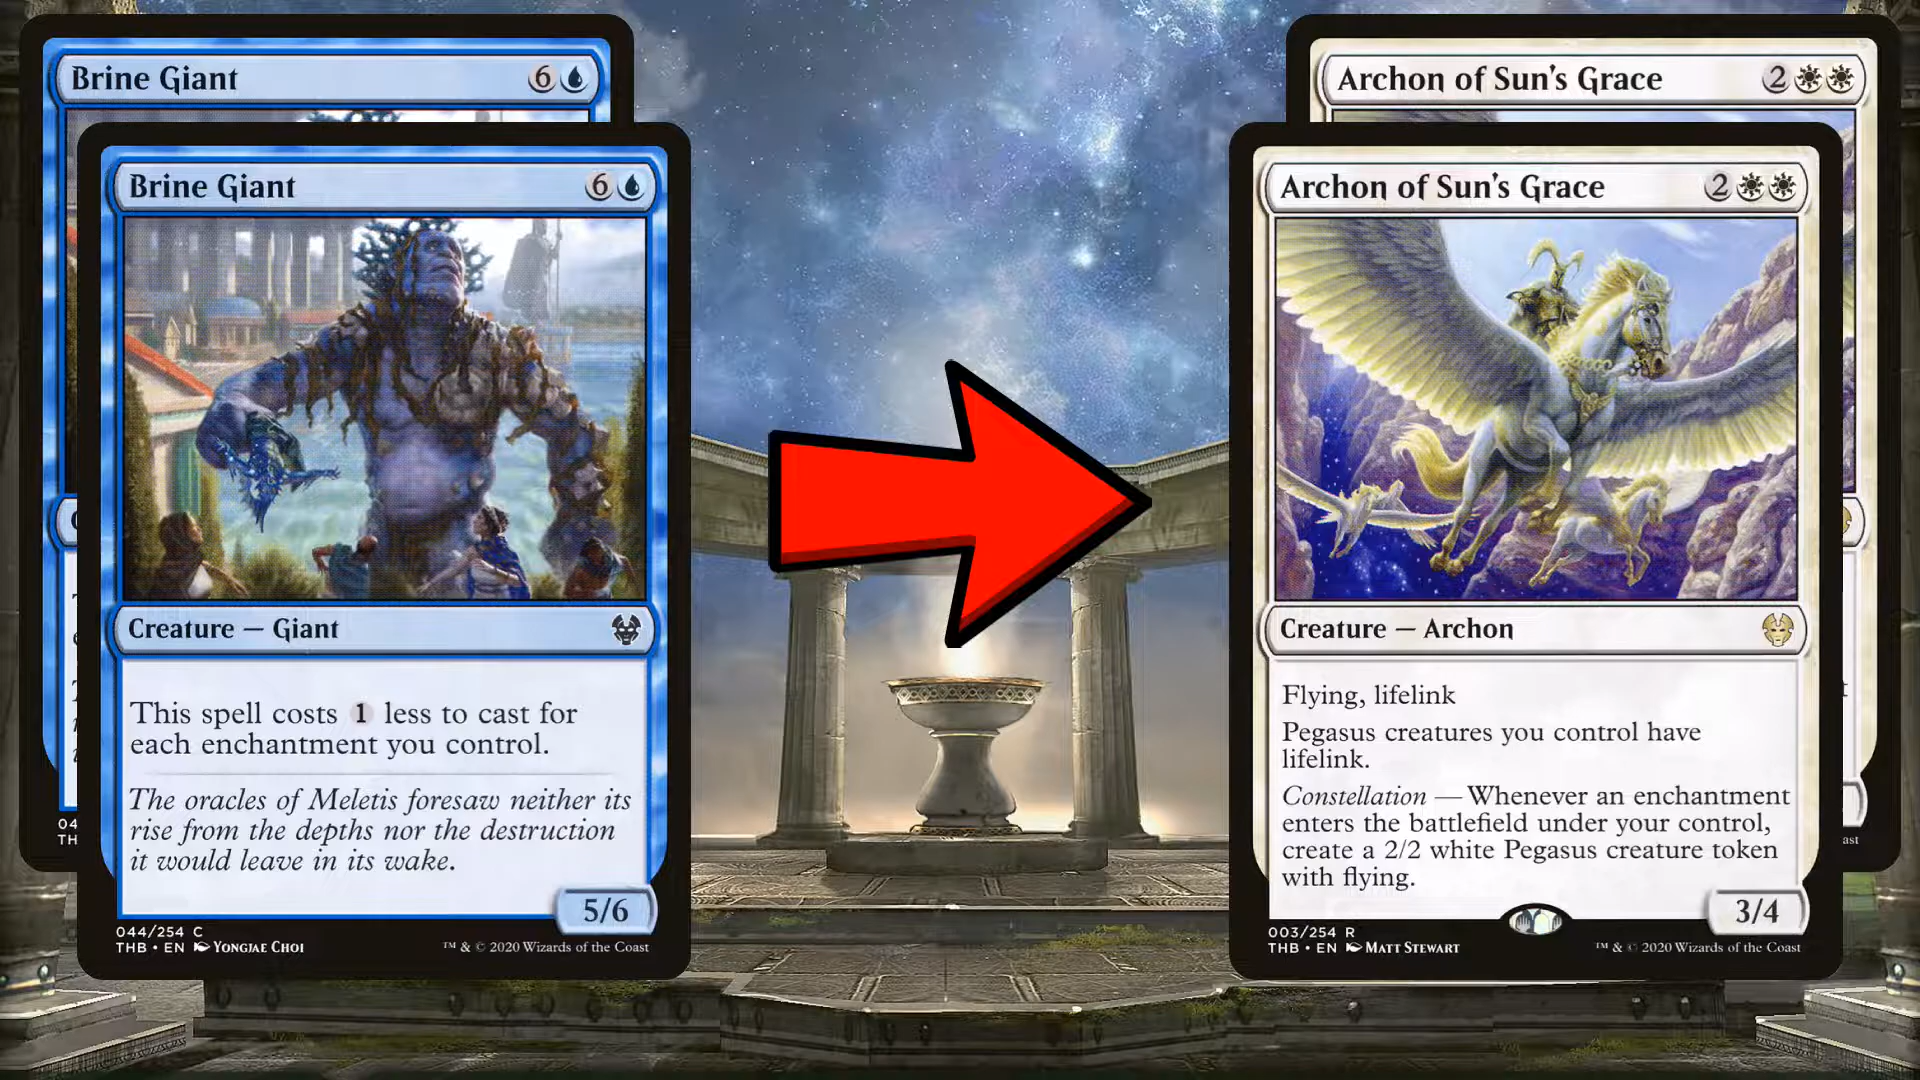 Brine Giant 6
Brine Giant 6
Creature — Giant
This spell costs 1 less to cast for
each enchantment you control.
The oracles of Meletis foresaw neither its
rise from the depths nor the destruction
it would leave in its wake.
5/6
044/254 C
THB • EN Yongjae Choi
™ & © 2020 Wizards of the Coast
04
TH
Archon of Sun's Grace 2
Archon of Sun's Grace 2
Creature — Archon
Flying, lifelink
Pegasus creatures you control have
lifelink.
Constellation — Whenever an enchantment
enters the battlefield under your control,
create a 2/2 white Pegasus creature token
with flying.
3/4
003/254 R
THB • EN Matt Stewart
™ & © 2020 Wizards of the Coast
ast